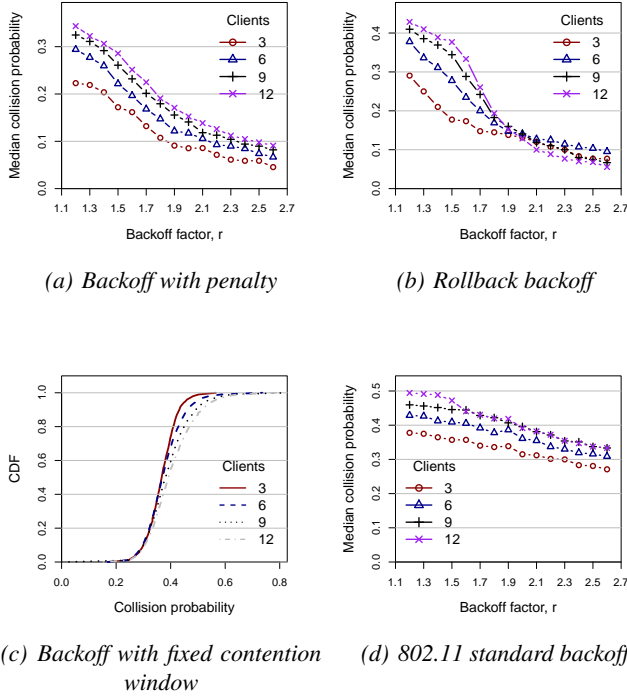 Clients
3
6
9
12
Median collision probability
0.0
0.1
0.2
0.3
1.1 1.3 1.5 1.7 1.9 2.1 2.3 2.5 2.7
Backoff factor, r
(a) Backoff with penalty
Clients
3
6
9
12
Median collision probability
0.0
0.1
0.2
0.3
0.4
1.1 1.3 1.5 1.7 1.9 2.1 2.3 2.5 2.7
Backoff factor, r
(b) Rollback backoff
CDF
0.0
0.2
0.4
0.6
0.8
1.0
Clients
3
6
9
12
0.0 0.2 0.4 0.6 0.8
Collision probability
(c) Backoff with fixed contention
window
Median collision probability
0.0
0.1
0.2
0.3
0.4
0.5
Clients
3
6
9
12
1.1 1.3 1.5 1.7 1.9 2.1 2.3 2.5 2.7
Backoff factor, r
(d) 802.11 standard backoff